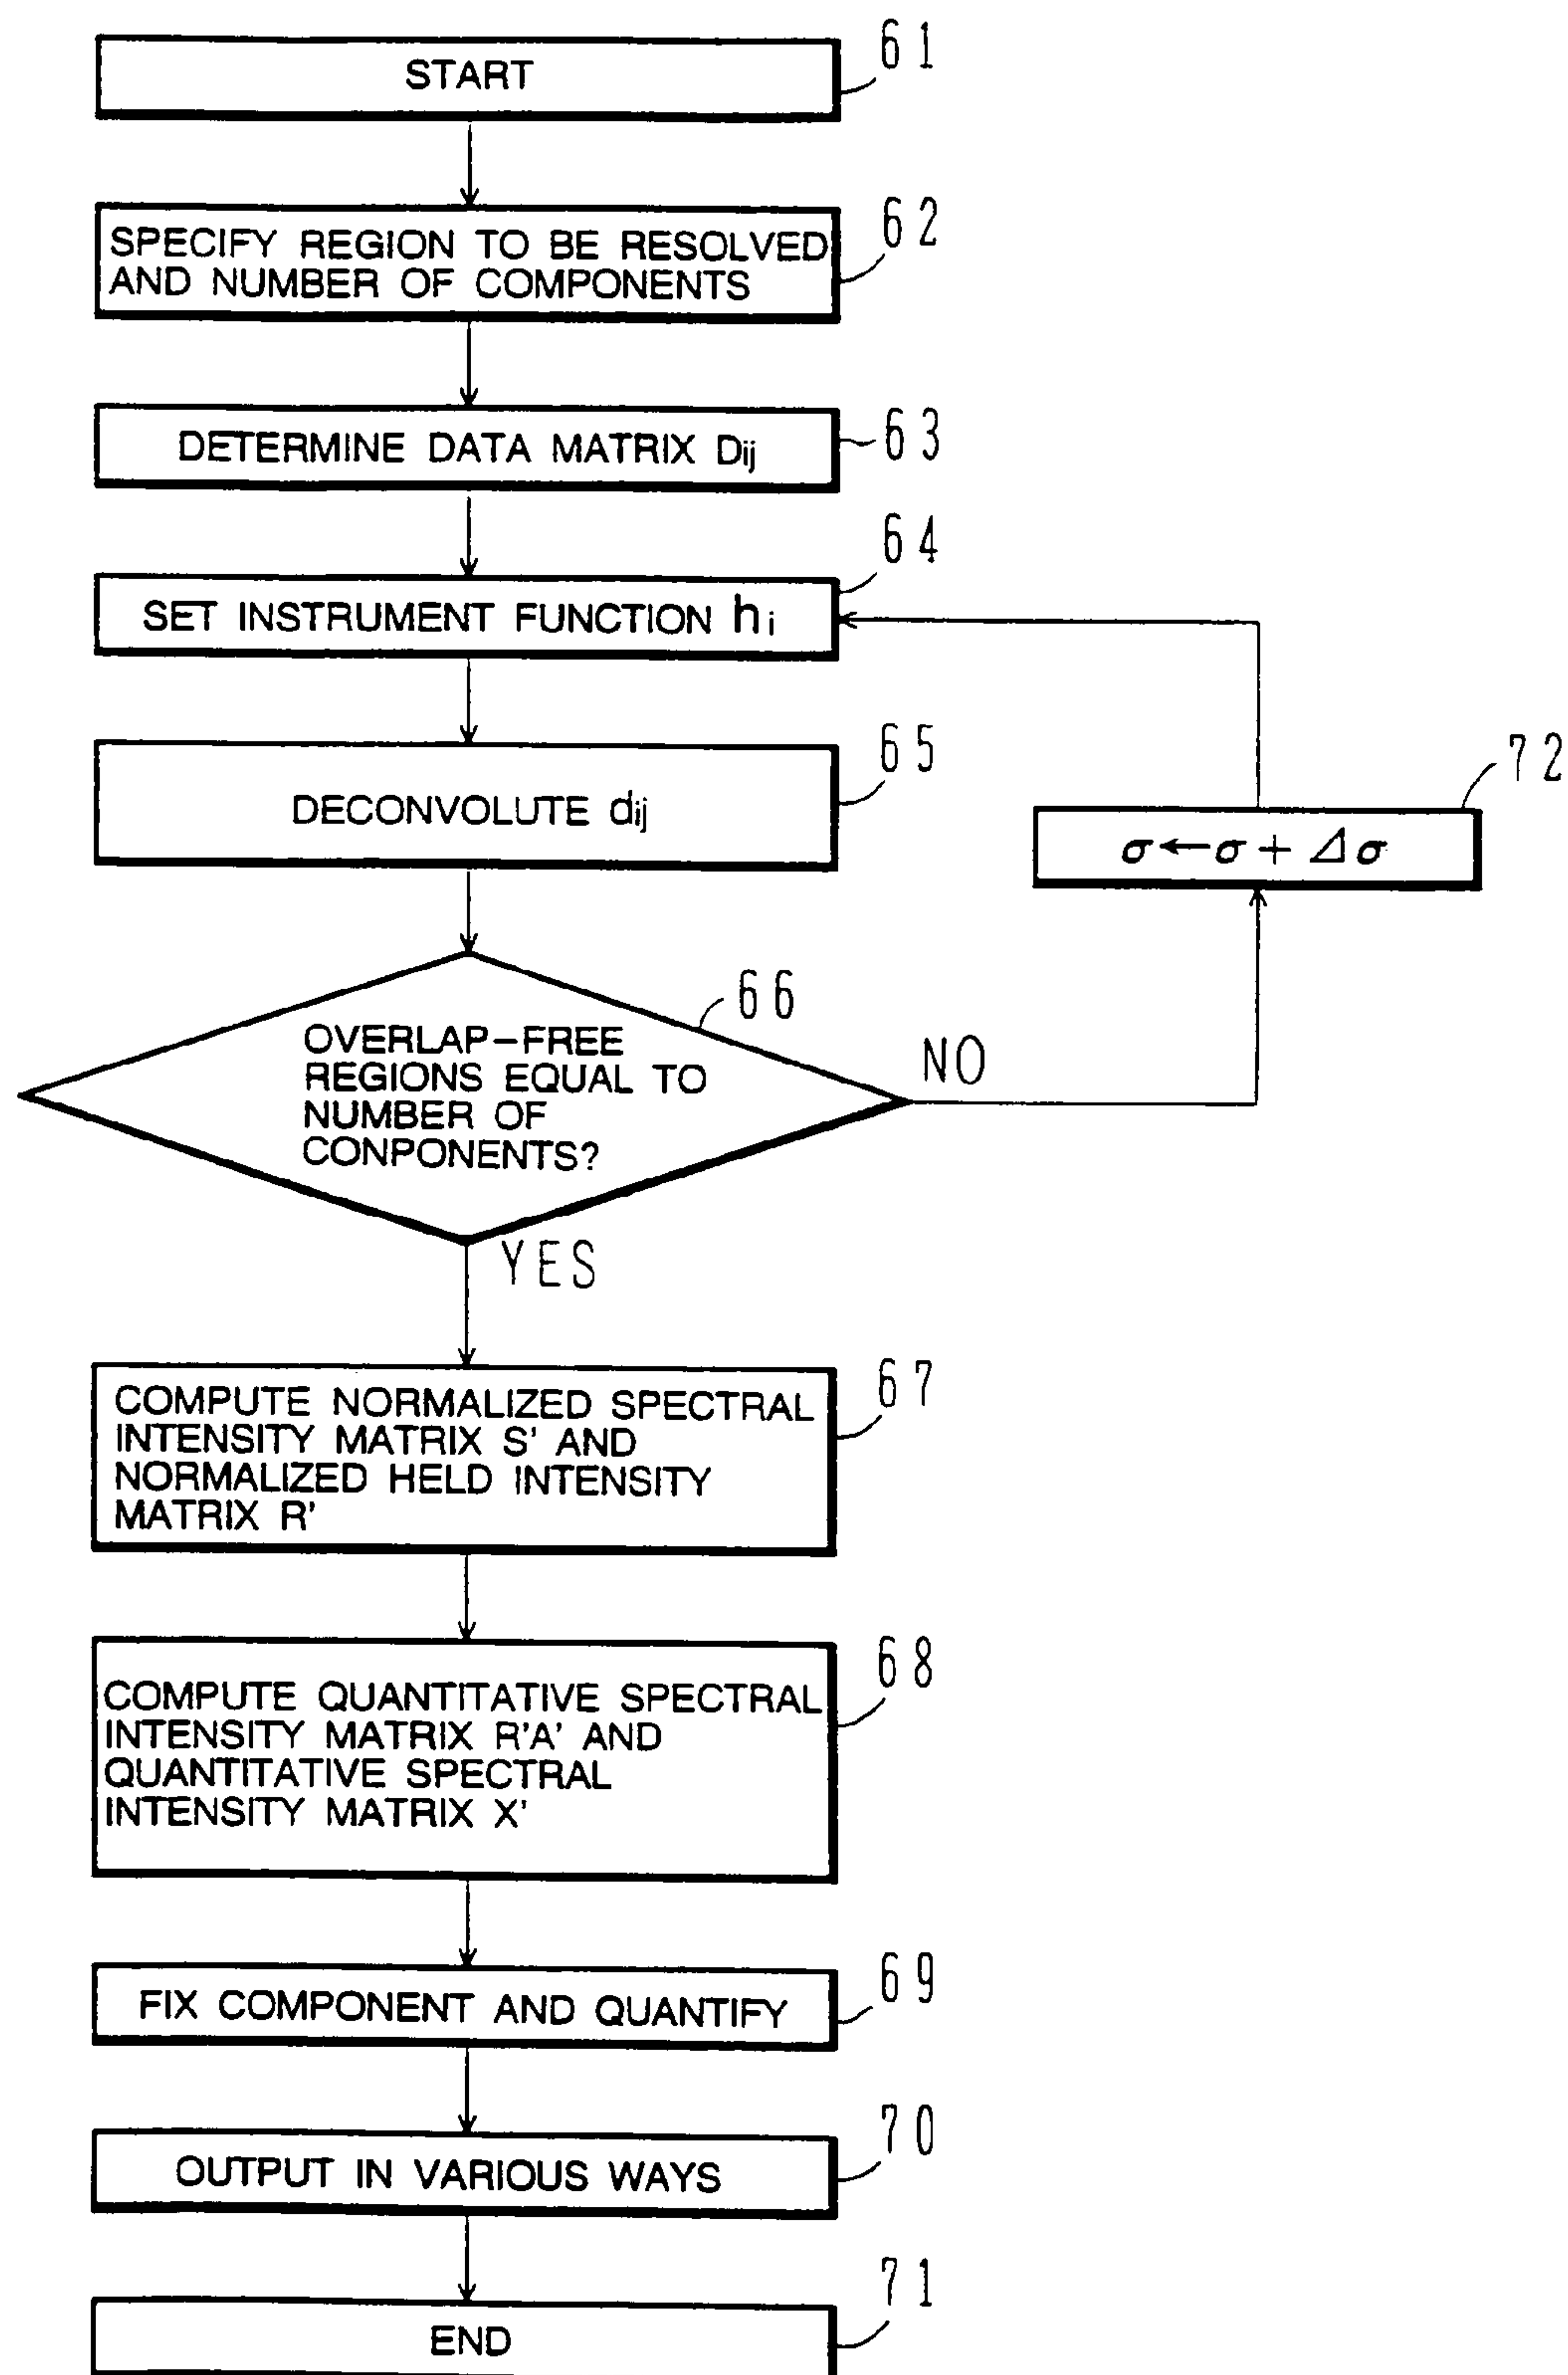 START
61
SPECIFY REGION TO BE RESOLVED
AND NUMBER OF COMPONENTS
62
DETERMINE DATA MATRIX Dij
63
64
SET INSTRUMENT FUNCTION hi
65
DECONVOLUTE dij
72
σ←σ + Δσ
66
OVERLAP-FREE
REGIONS EQUAL TO
NUMBER OF
CONPONENTS?
NO
YES
67
COMPUTE NORMALIZED SPECTRAL
INTENSITY MATRIX S' AND
NORMALIZED HELD INTENSITY
MATRIX R'
68
COMPUTE QUANTITATIVE SPECTRAL
INTENSITY MATRIX R'A' AND
QUANTITATIVE SPECTRAL
INTENSITY MATRIX X'
69
FIX COMPONENT AND QUANTIFY
70
OUTPUT IN VARIOUS WAYS
71
END